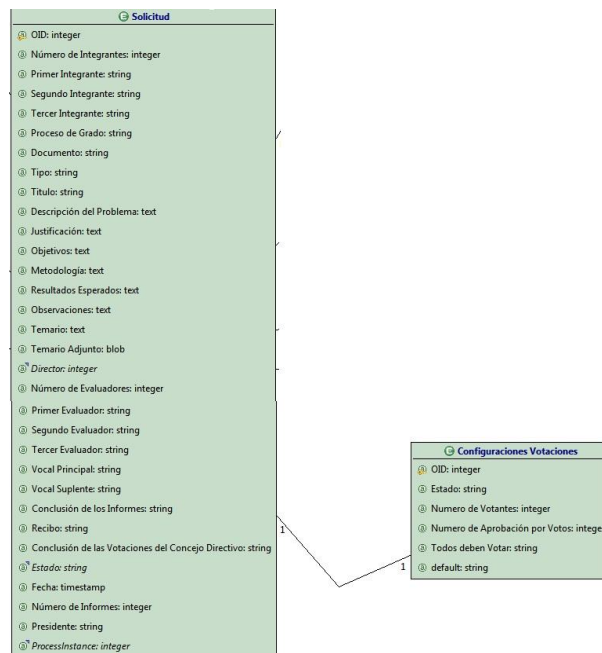 Solicitud
OID: integer
Número de Integrantes: integer
Primer Integrante: string
Segundo Integrante: string
Tercer Integrante: string
Proceso de Grado: string
Documento: string
Tipo: string
Titulo: string
Descripción del Problema: text
Justificación: text
Objetivos: text
Metodología: text
Resultados Esperados: text
Observaciones: text
Temario: text
Temario Adjunto: blob
Director: integer
Número de Evaluadores: integer
Primer Evaluador: string
Segundo Evaluador: string
Tercer Evaluador: string
Vocal Principal: string
Vocal Suplente: string
Conclusión de los Informes: string
Recibo: string
Conclusión de las Votaciones del Concejo Directivo: string
Estado: string
Fecha: timestamp
Número de Informes: integer
Presidente: string
ProcessInstance: integer
1
1
Configuraciones Votaciones
OID: integer
Estado: string
Numero de Votantes: integer
Numero de Aprobación por Votos: intege
Todos deben Votar: string
default: string